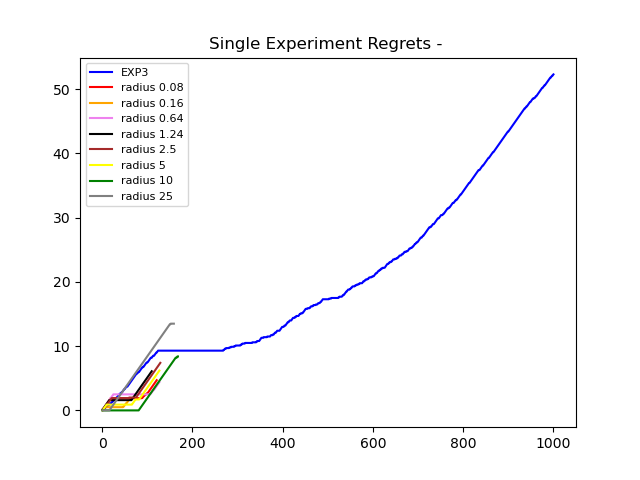 Single Experiment Regrets -
EXP3
radius 0.08
radius 0.16
radius 0.64
radius 1.24
radius 2.5
radius 5
radius 10
radius 25
50
40
30
20
10
0
0 200 400 600 800 1000